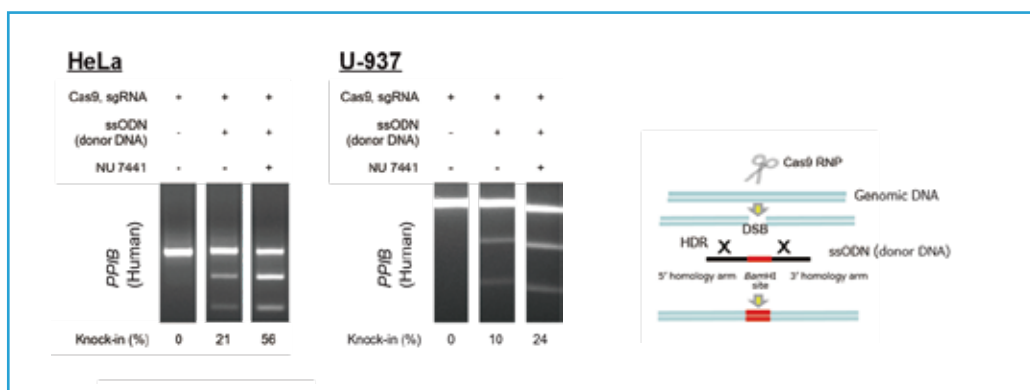 HeLa
Cas9, sgRNA + + +
ssODN
(donor DNA) - + +
NU 7441 - - +
PPIB
(Human)
Knock-in (%) 0 21 56
U-937
Cas9, sgRNA + + +
ssODN
(donor DNA) - + +
NU 7441 - - +
PPIB
(Human)
Knock-in (%) 0 10 24
Cas9 RNP
Genomic DNA
DSB
HDR X X ssODN (donor DNA)
5' homology arm BamHI 3' homology arm
site